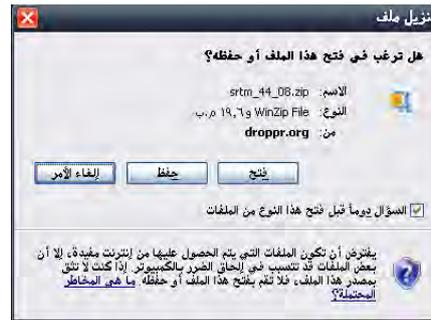 تنزيل ملف
هل ترغب في فتح هذا الملف أو حفظه؟
الاسم: srtm_44_08.zip
النوع: WinZip File و ١٩,٦ م.ب
من: droppr.org
فتح
حفظ
إلغاء الأمر
السؤال دوماً قبل فتح هذا النوع من الملفات
يفترض أن تكون الملفات التي يتم الحصول عليها من إنترنت مفيدة، إلا أن
بعض الملفات قد تتسبب في إلحاق الضرر بالكمبيوتر. إذا كنت لا تثق
بمصدر هذا الملف، فلا تقم بفتح هذا الملف أو حفظه. ما هي المخاطر
المحتملة؟